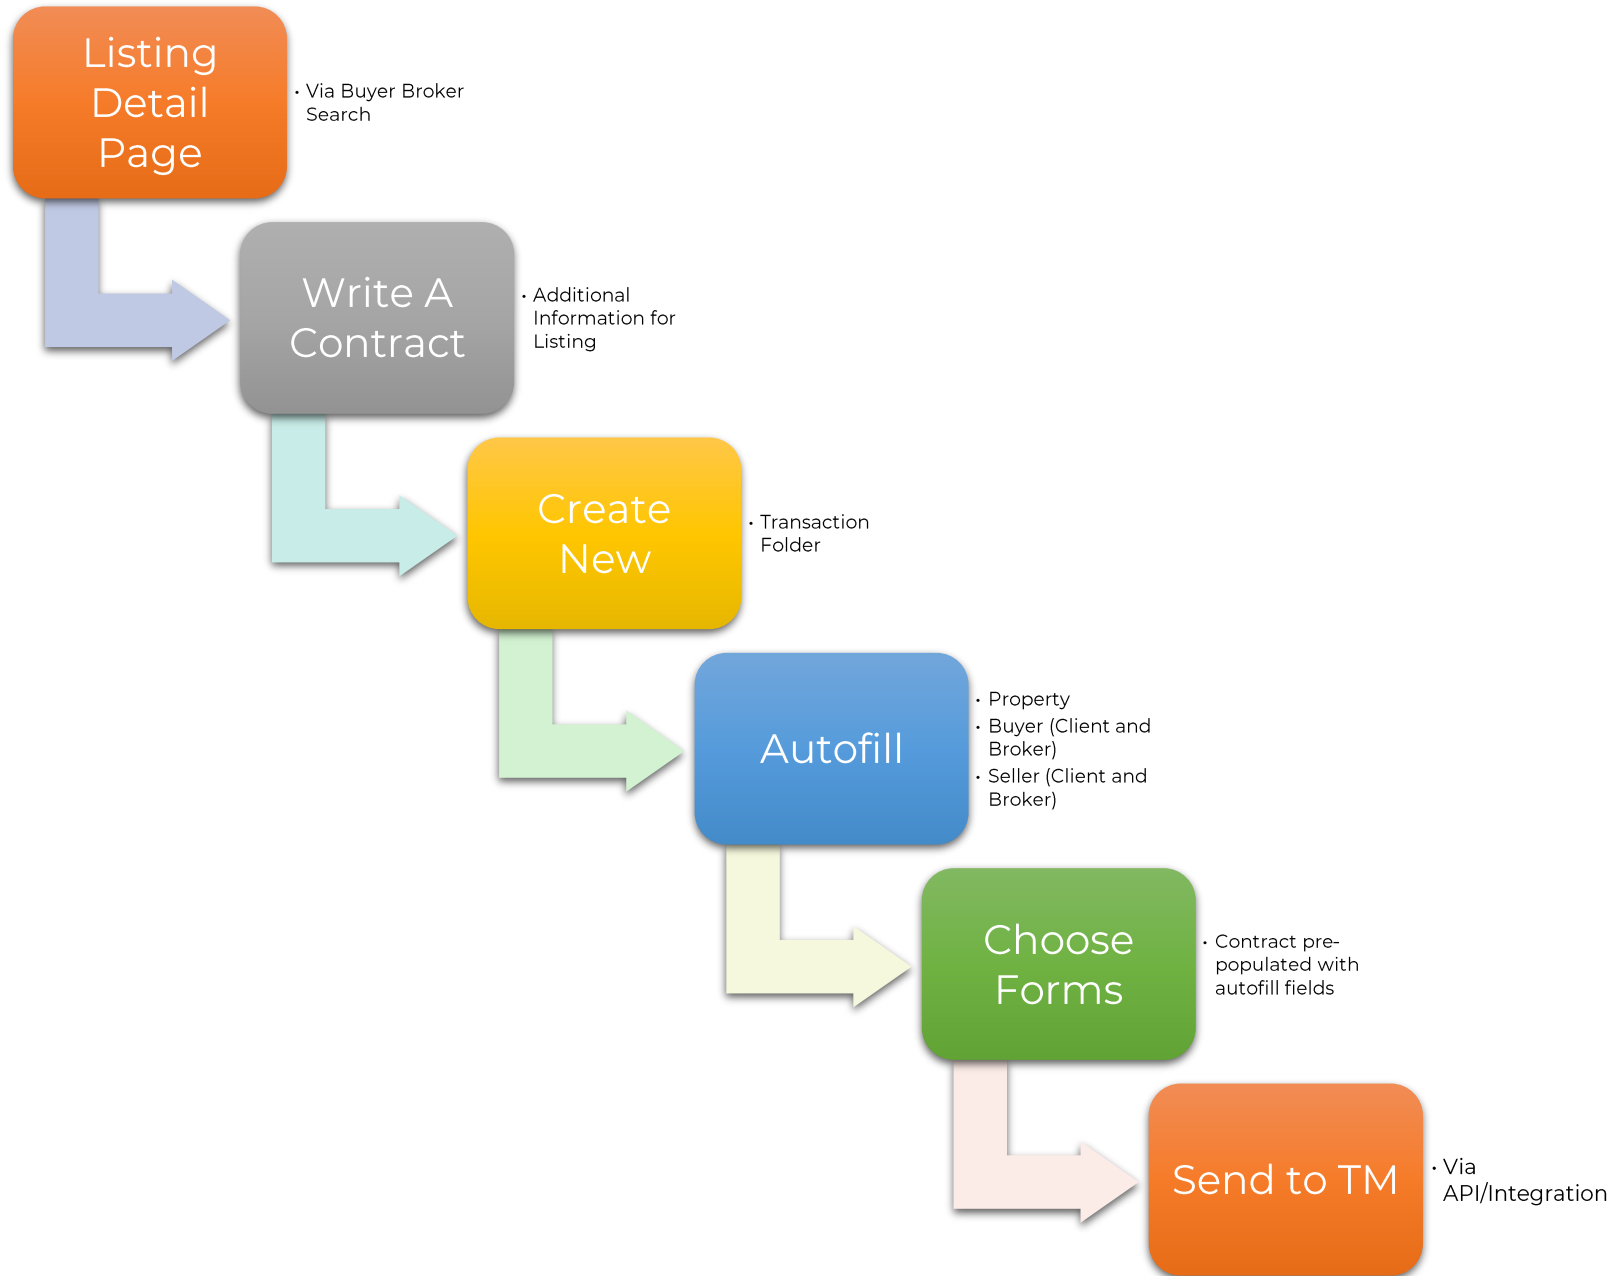 Listing
Detail
Page
• Via Buyer Broker
Search
Write A
Contract
• Additional
Information for
Listing
Create
New
• Transaction
Folder
Autofill
• Property
• Buyer (Client and
Broker)
• Seller (Client and
Broker)
Choose
Forms
• Contract pre-
populated with
autofill fields
Send to TM
• Via
API/Integration